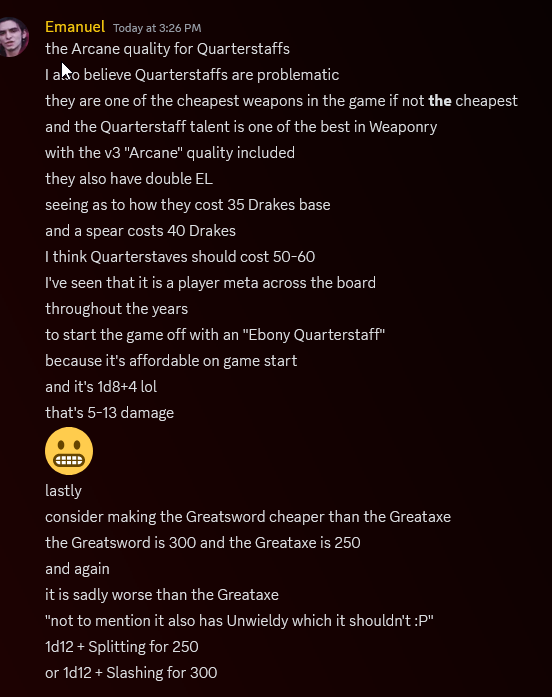 Emanuel Today at 3:26 PM
the Arcane quality for Quarterstaffs
I also believe Quarterstaffs are problematic
they are one of the cheapest weapons in the game if not the cheapest
and the Quarterstaff talent is one of the best in Weaponry
with the v3 "Arcane" quality included
they also have double EL
seeing as to how they cost 35 Drakes base
and a spear costs 40 Drakes
I think Quarterstaves should cost 50-60
I've seen that it is a player meta across the board
throughout the years
to start the game off with an "Ebony Quarterstaff"
because it's affordable on game start
and it's 1d8+4 lol
that's 5-13 damage
lastly
consider making the Greatsword cheaper than the Greataxe
the Greatsword is 300 and the Greataxe is 250
and again
it is sadly worse than the Greataxe
"not to mention it also has Unwieldy which it shouldn't :P"
1d12 + Splitting for 250
or 1d12 + Slashing for 300